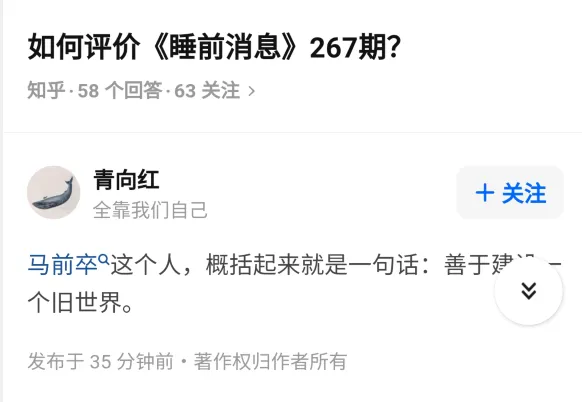 如何评价《睡前消息》267期？
知乎·58 个回答·63 关注
青向红
全靠我们自己
+ 关注
马前卒这个人，概括起来就是一句话：善于建
个旧世界。
发布于 35 分钟前・著作权归作者所有